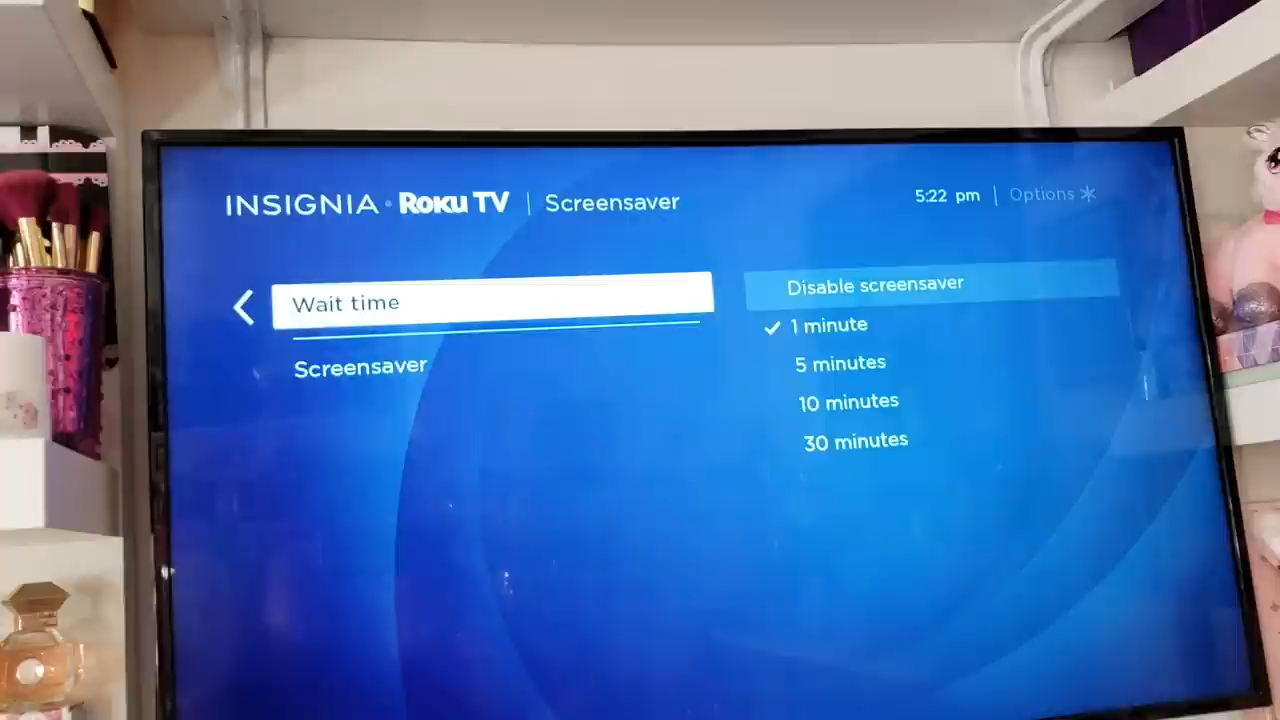 INSIGNIA • Roku TV | Screensaver
5:22 pm | Options
Wait time
Screensaver
Disable screensaver
1 minute
5 minutes
10 minutes
30 minutes